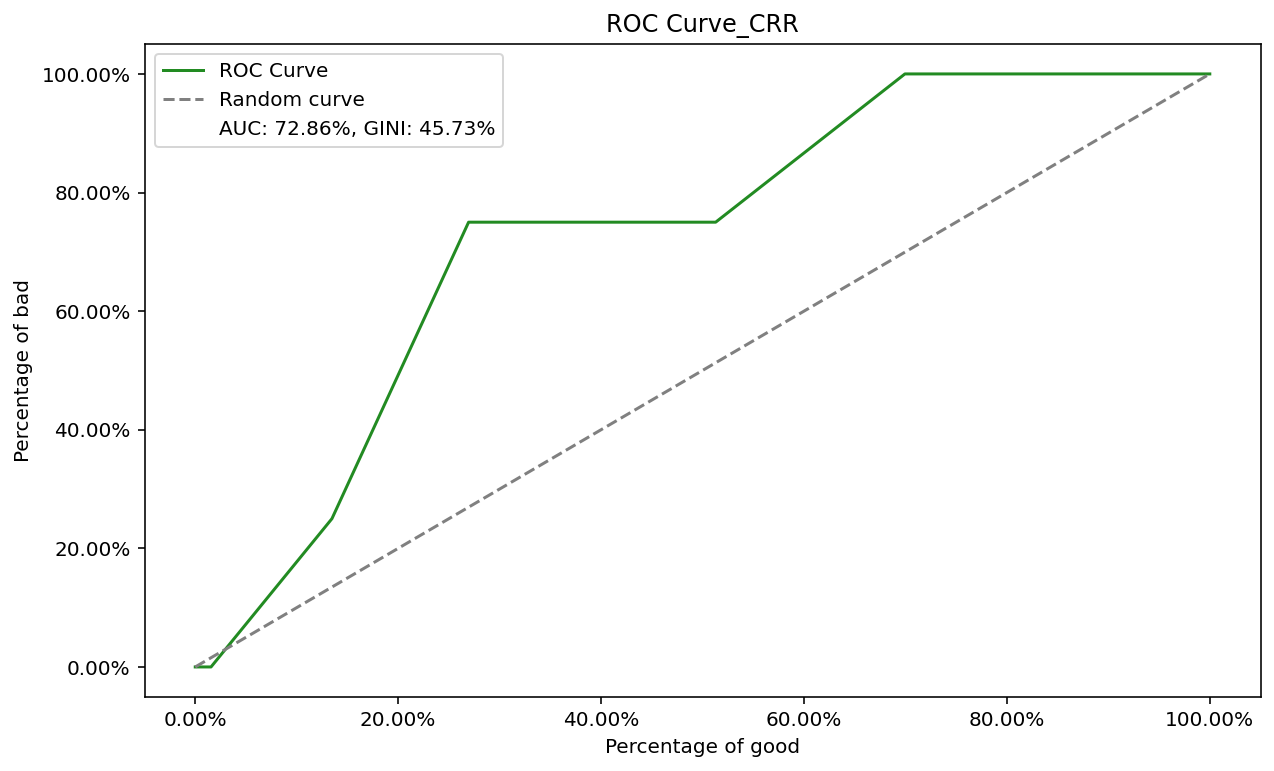 ROC Curve_CRR
ROC Curve
Random curve
AUC: 72.86%, GINI: 45.73%
Percentage of bad
100.00%
80.00%
60.00%
40.00%
20.00%
0.00%
0.00% 20.00% 40.00% 60.00% 80.00% 100.00%
Percentage of good